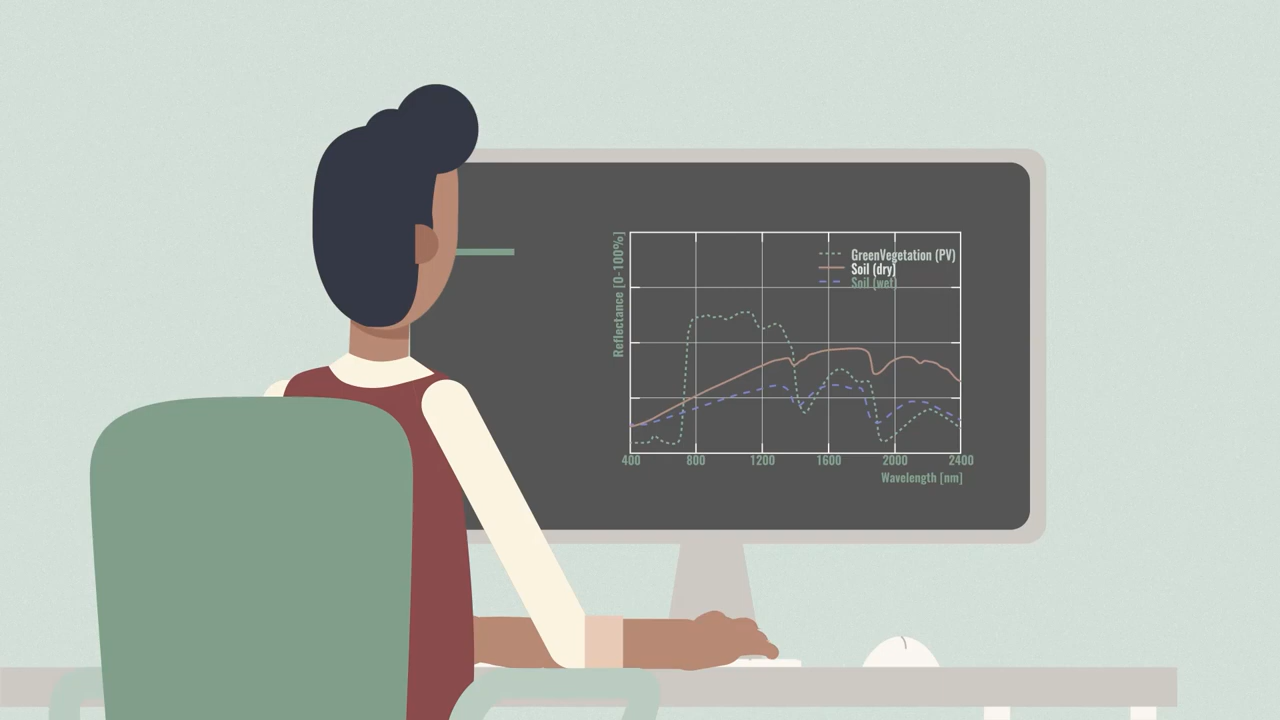 Reflectance [0-100%]
GreenVegetation (PV)
Soil (dry)
Soil (wet)
400 800 1200 1600 2000 2400
Wavelength [nm]